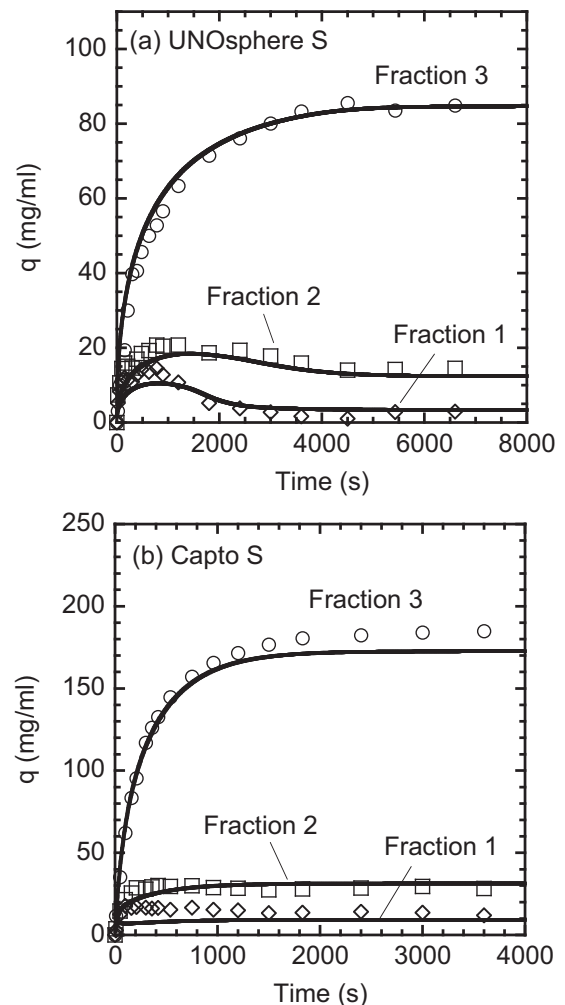 (a) UNOsphere S
Fraction 3
Fraction 2
Fraction 1
q (mg/ml)
100
80
60
40
20
0
0 2000 4000 6000 8000
Time (s)
(b) Capto S
Fraction 3
Fraction 2
Fraction 1
q (mg/ml)
250
200
150
100
50
0
0 1000 2000 3000 4000
Time (s)